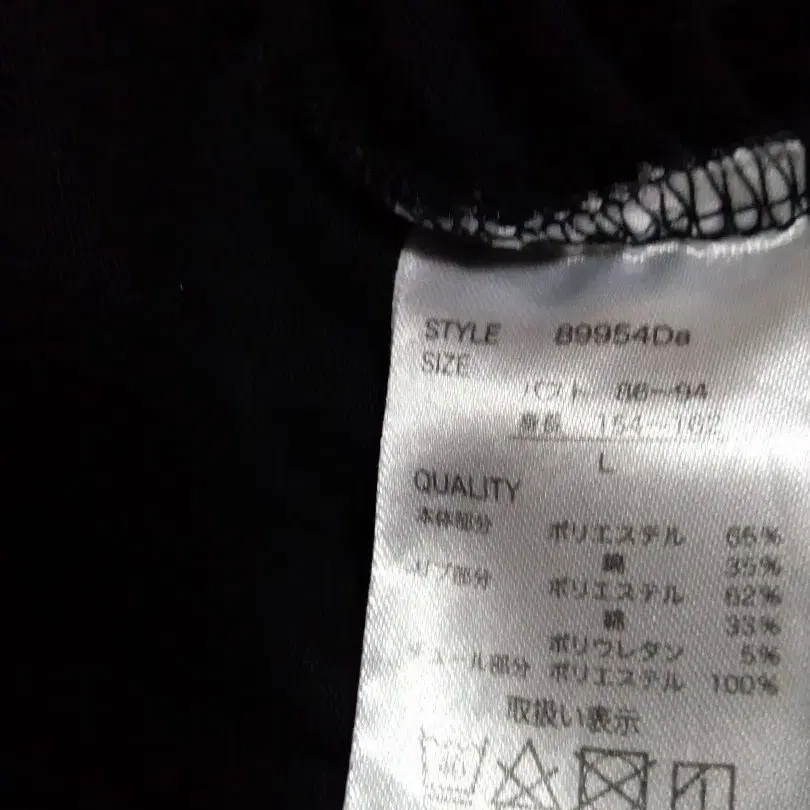 STYLE 89954Da
SIZE
バスト 86〜94
身長 154〜162
L
QUALITY
本体部分 ポリエステル 65%
綿 35%
リブ部分 ポリエステル 62%
綿 33%
ポリウレタン 5%
チュール部分 ポリエステル 100%
取扱い表示
40